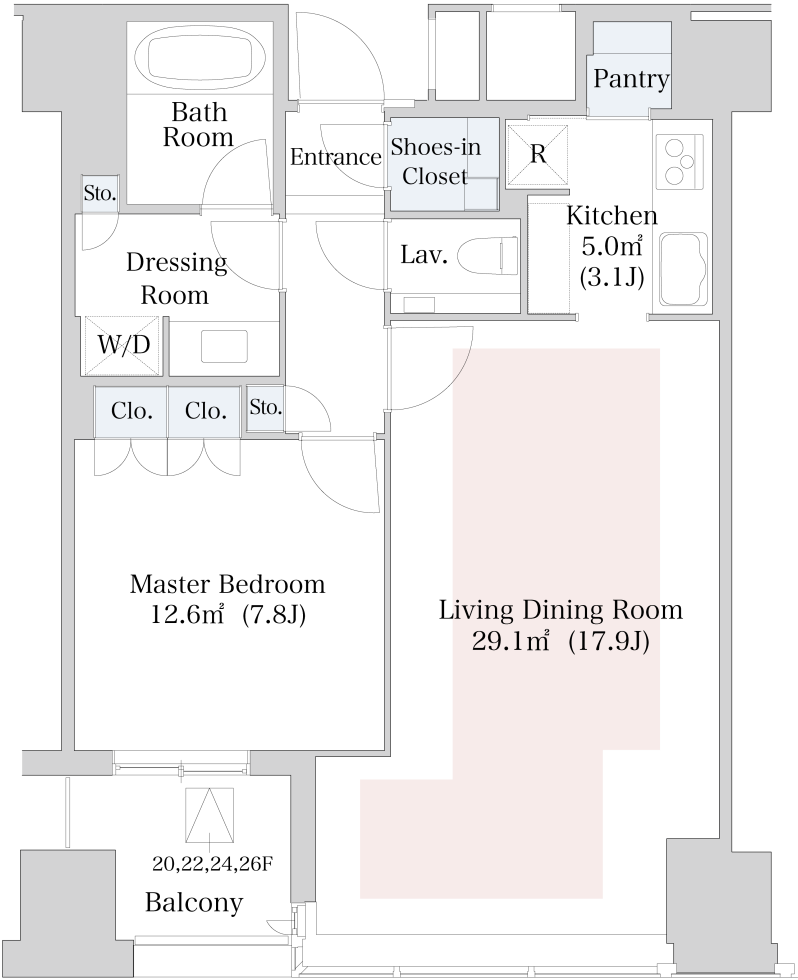 Pantry
Bath
Room
Entrance
Shoes-in
Closet
R
Sto.
Kitchen
5.0㎡
(3.1J)
Lav.
Dressing
Room
W/D
Clo.
Clo.
Sto.
Master Bedroom
12.6㎡ (7.8J)
Living Dining Room
29.1㎡ (17.9J)
20,22,24,26F
Balcony